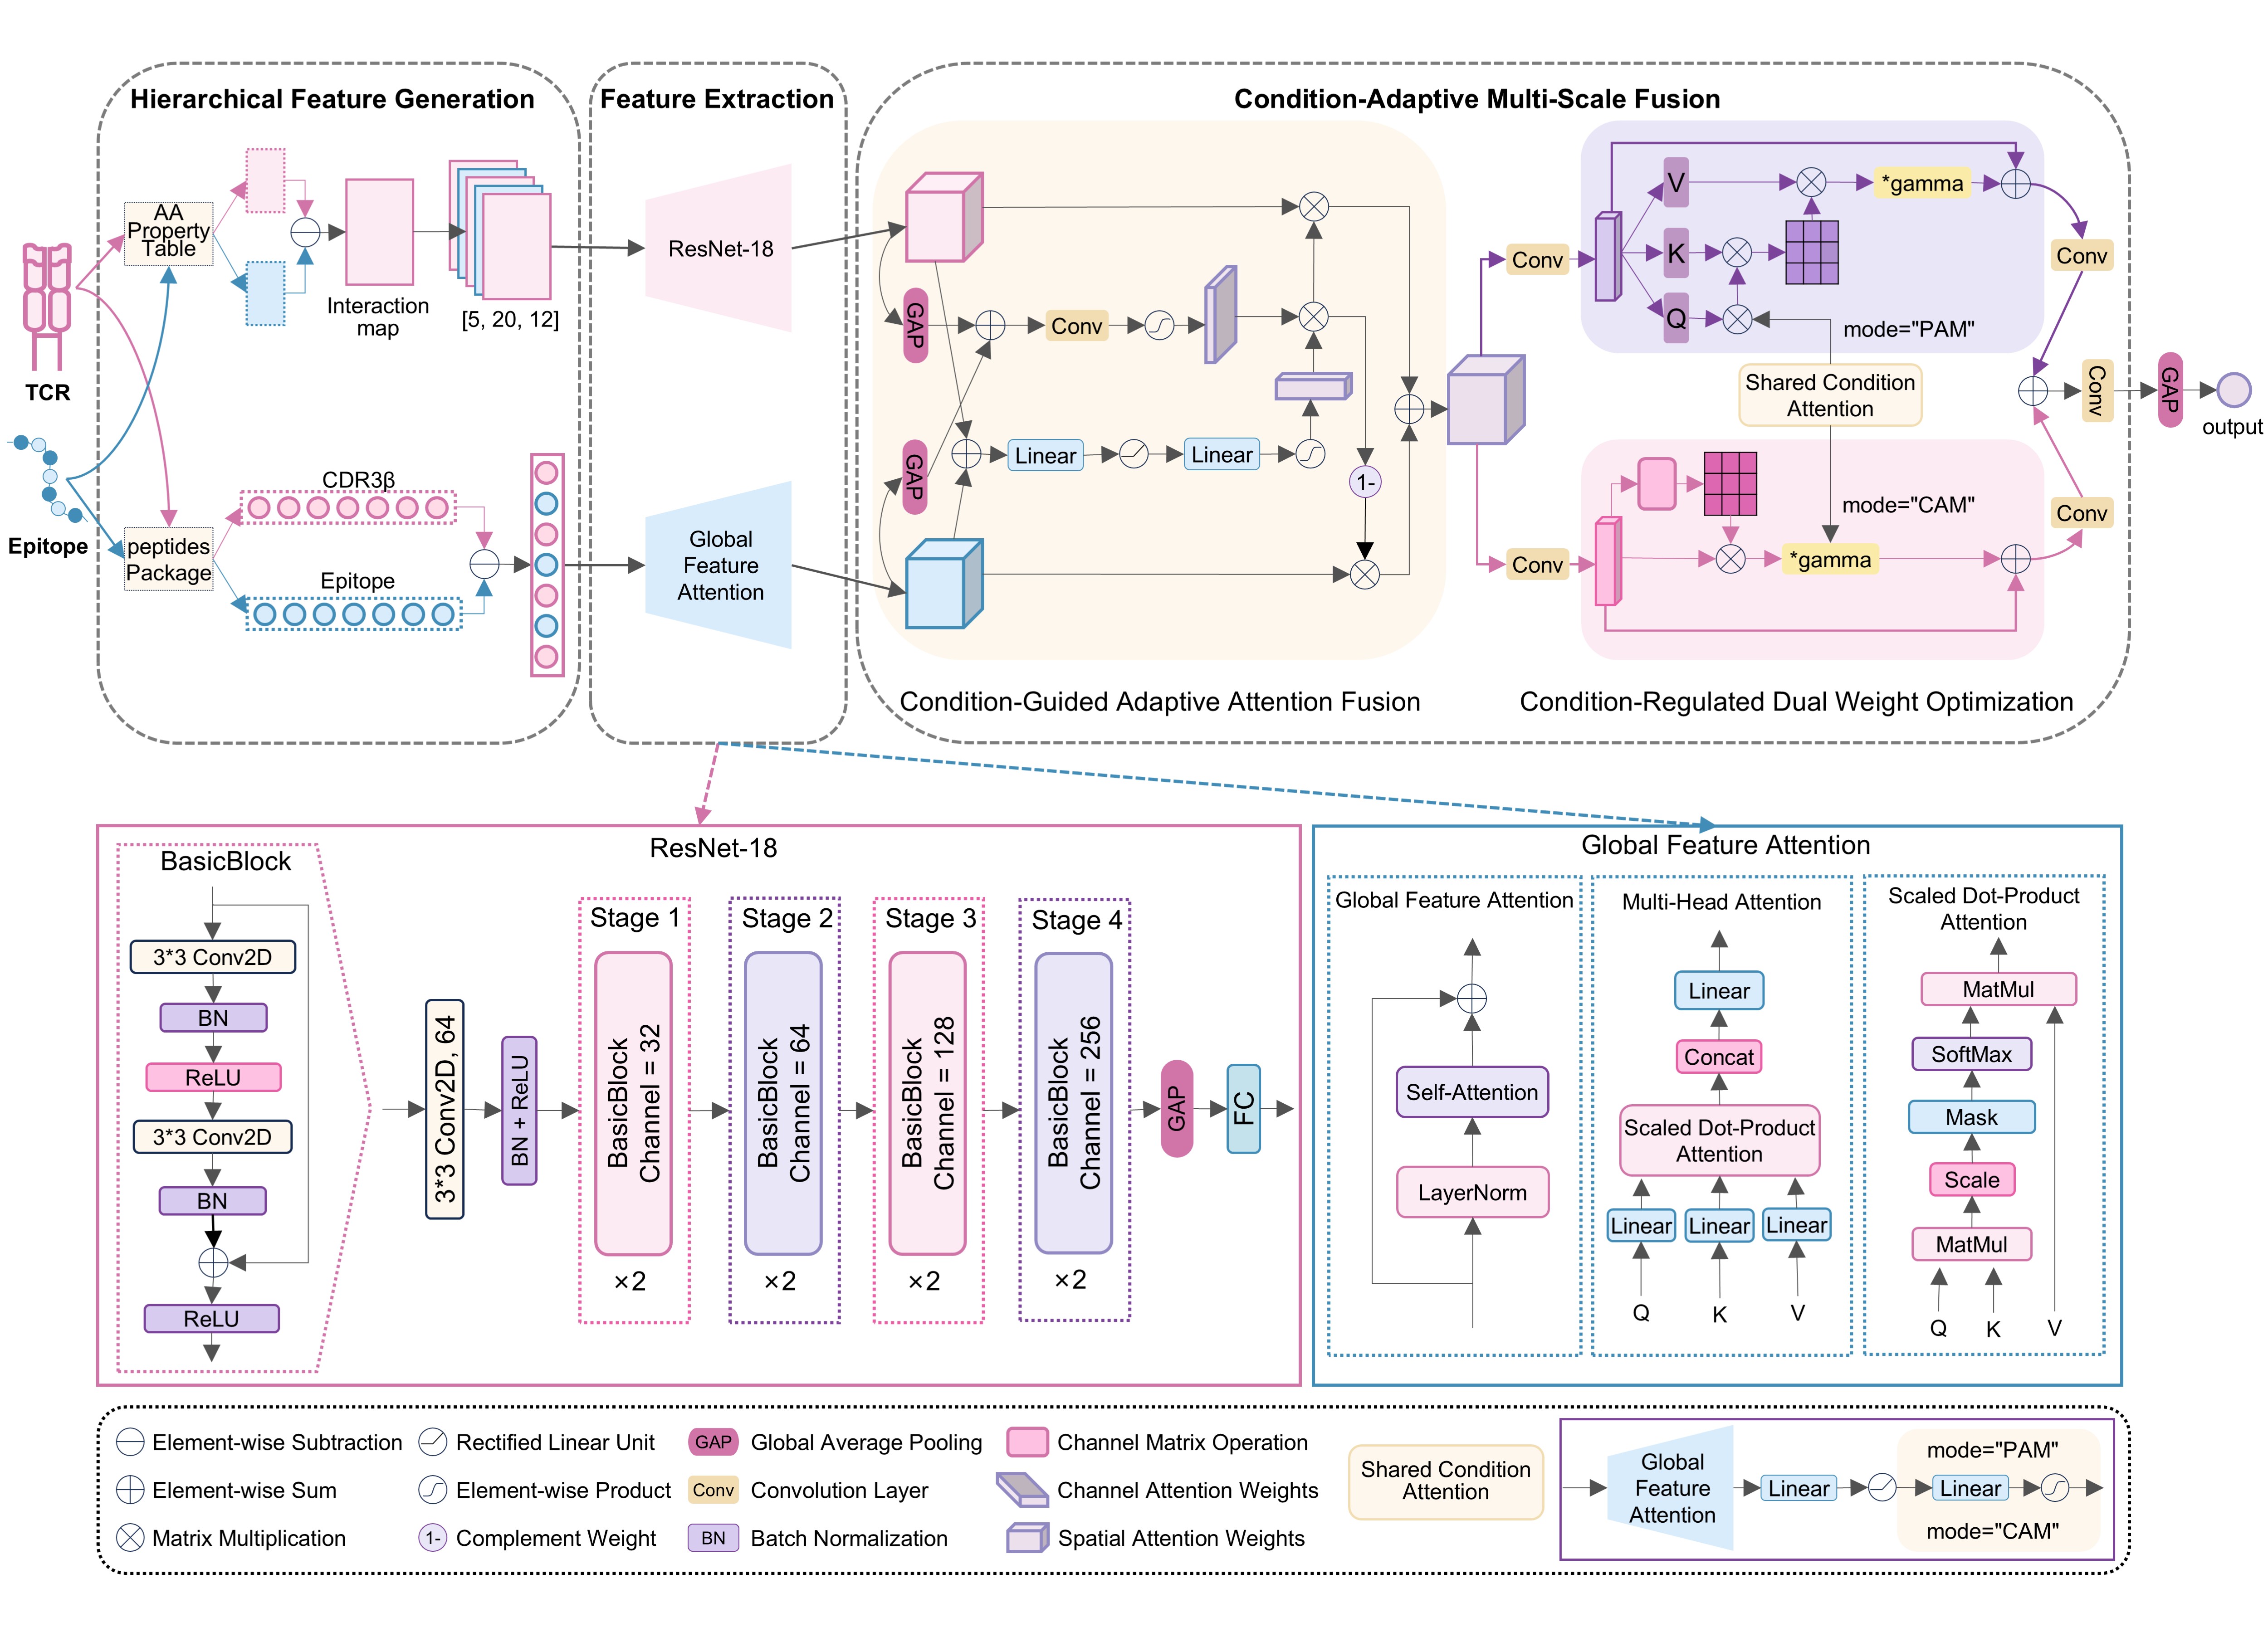 Hierarchical Feature Generation
AA
Property
Table
Interaction
map
[5, 20, 12]
TCR
Epitope
peptides
Package
CDR3β
Epitope
Feature Extraction
ResNet-18
Global
Feature
Attention
Condition-Adaptive Multi-Scale Fusion
GAP
GAP
Conv
Linear
Linear
1-
Condition-Guided Adaptive Attention Fusion
Conv
V
K
Q
*gamma
mode="PAM"
Shared Condition
Attention
Conv
mode="CAM"
*gamma
Conv
Conv
Conv
GAP
output
Condition-Regulated Dual Weight Optimization
ResNet-18
BasicBlock
3*3 Conv2D
BN
ReLU
3*3 Conv2D
BN
ReLU
3*3 Conv2D, 64
BN + ReLU
Stage 1
BasicBlock
Channel = 32
×2
Stage 2
BasicBlock
Channel = 64
×2
Stage 3
BasicBlock
Channel = 128
×2
Stage 4
BasicBlock
Channel = 256
×2
GAP
FC
Global Feature Attention
Global Feature Attention
Self-Attention
LayerNorm
Multi-Head Attention
Linear
Concat
Scaled Dot-Product
Attention
Linear
Linear
Linear
Q
K
V
Scaled Dot-Product
Attention
MatMul
SoftMax
Mask
Scale
MatMul
Q
K
V
Element-wise Subtraction
Element-wise Sum
Matrix Multiplication
Rectified Linear Unit
Element-wise Product
1- Complement Weight
GAP Global Average Pooling
Conv Convolution Layer
BN Batch Normalization
Channel Matrix Operation
Channel Attention Weights
Spatial Attention Weights
Shared Condition
Attention
Global
Feature
Attention
Linear
mode="PAM"
Linear
mode="CAM"